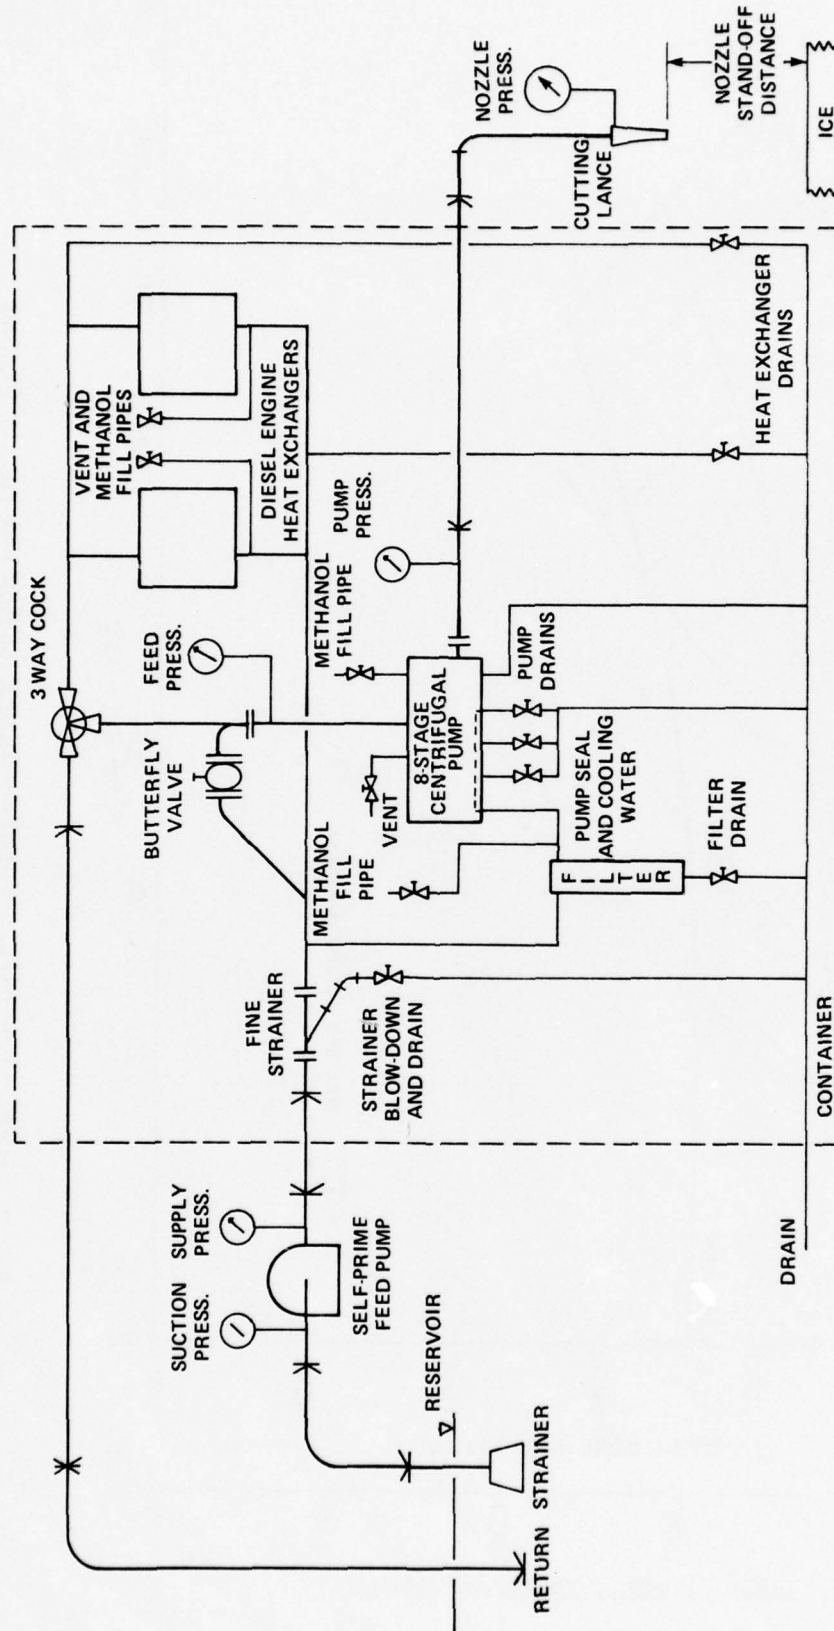 3 WAY COCK
VENT AND
METHANOL
FILL PIPES
DIESEL ENGINE
HEAT EXCHANGERS
NOZZLE
PRESS.
NOZZLE
STAND-OFF
DISTANCE
CUTTING
LANCE
ICE
FEED
PRESS.
BUTTERFLY
VALVE
METHANOL
FILL PIPE
PUMP
PRESS.
VENT
8-STAGE
CENTRIFUGAL
PUMP
PUMP
DRAINS
HEAT EXCHANGER
DRAINS
METHANOL
FILL
PIPE
PUMP SEAL
AND COOLING
WATER
FILTER
FILTER
DRAIN
FINE
STRAINER
STRAINER
BLOW-DOWN
AND DRAIN
CONTAINER
SUCTION
PRESS.
SUPPLY
PRESS.
SELF-PRIME
FEED PUMP
RESERVOIR
STRAINER
RETURN
DRAIN